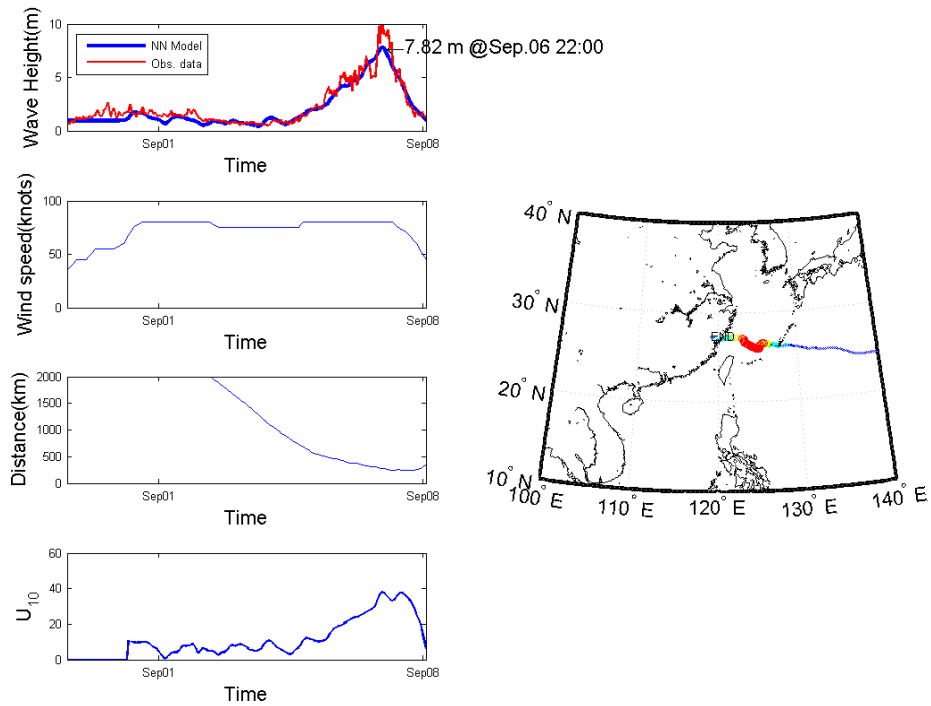 Wave Height(m)
10
5
0
NN Model
Obs. data
7.82 m @Sep.06 22:00
Sep01
Sep08
Time
Wind speed(knots)
100
50
0
Sep01
Sep08
Time
Distance(km)
2000
1500
1000
500
0
Sep01
Sep08
Time
U10
60
40
20
0
Sep01
Sep08
Time
40° N
30° N
20° N
10° N
END
100° E
110° E
120° E
130° E
140° E